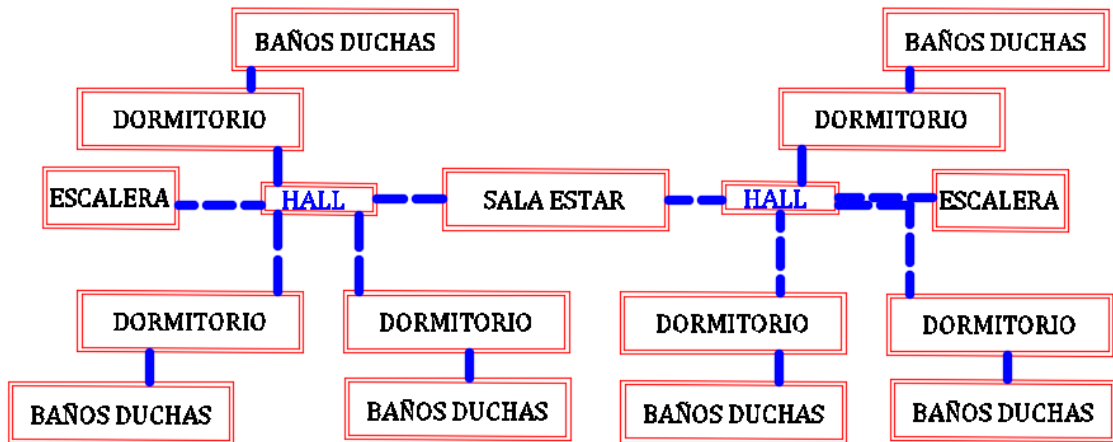 BAÑOS DUCHAS
BAÑOS DUCHAS
DORMITORIO
DORMITORIO
ESCALERA
HALL
SALA ESTAR
HALL
ESCALERA
DORMITORIO
DORMITORIO
DORMITORIO
DORMITORIO
BAÑOS DUCHAS
BAÑOS DUCHAS
BAÑOS DUCHAS
BAÑOS DUCHAS